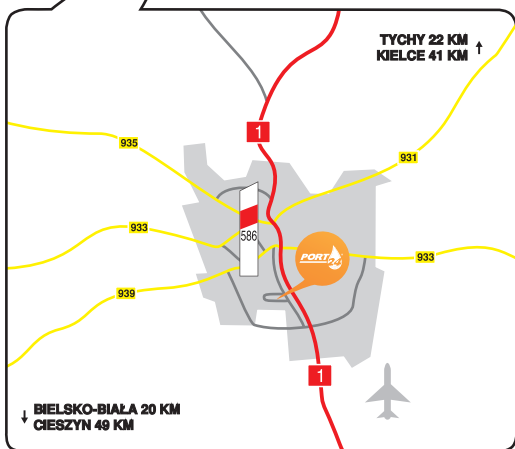 TYCHY 22 KM
KIELCE 41 KM
1
935
931
586
933
PORT 24
933
939
1
BIELSKO-BIAŁA 20 KM
CIESZYN 49 KM